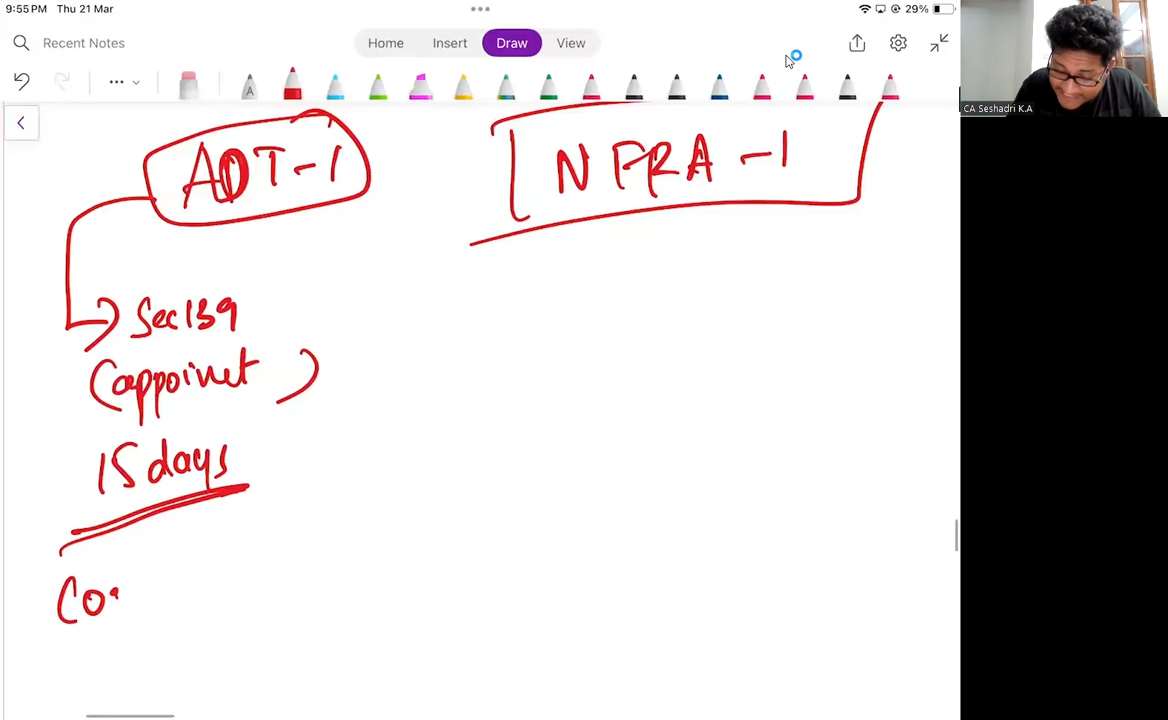 9:55 PM Thu 21 Mar
29%
Recent Notes
Home Insert Draw View
A
CA Seshadri K.A
ADT-1
NFRA-1
Sec 139
(appoinet )
15 days
(o